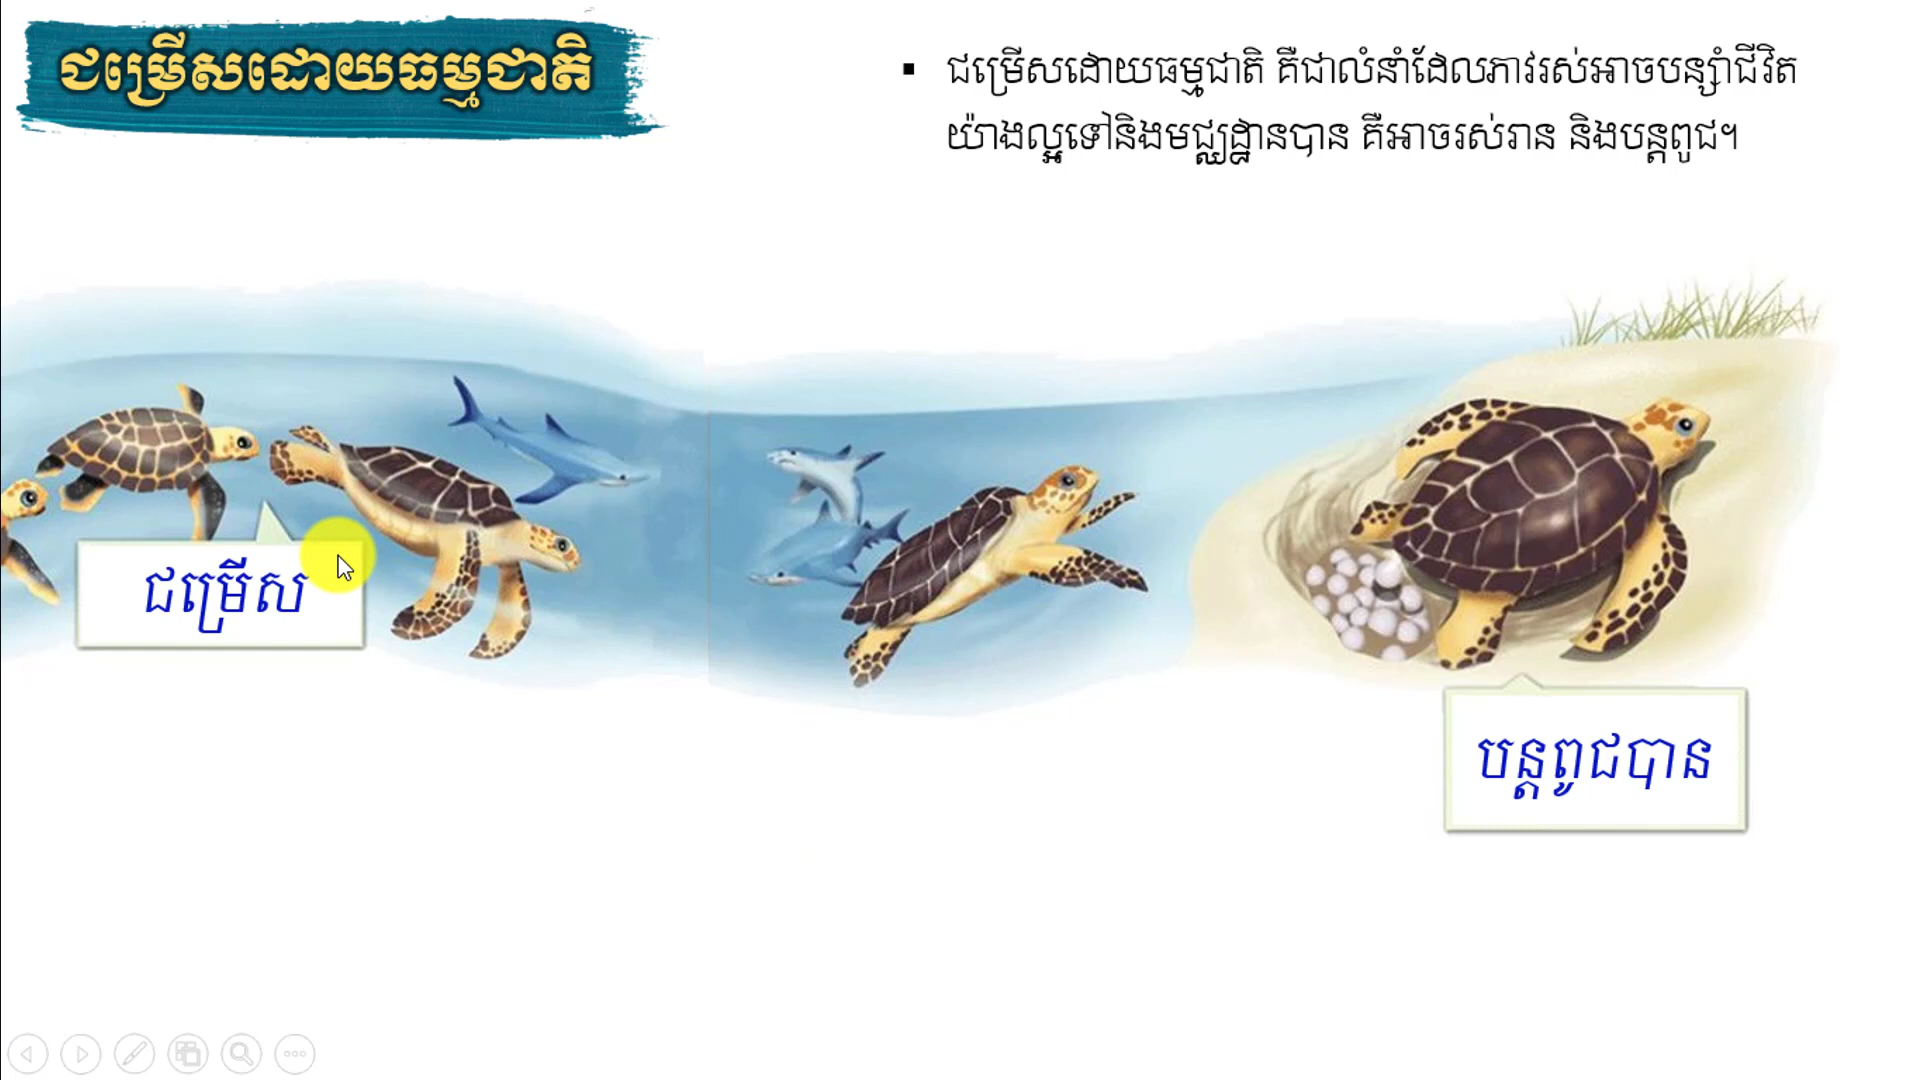 ជម្រើសដោយធម្មជាតិ
▪ ជម្រើសដោយធម្មជាតិ គឺជាលំនាំដែលភាវរស់អាចបន្សាំជីវិត
យ៉ាងល្អទៅនិងមជ្ឈដ្ឋានបាន គឺអាចរស់រាន និងបន្តពូជ។
ជម្រើស
បន្តពូជបាន